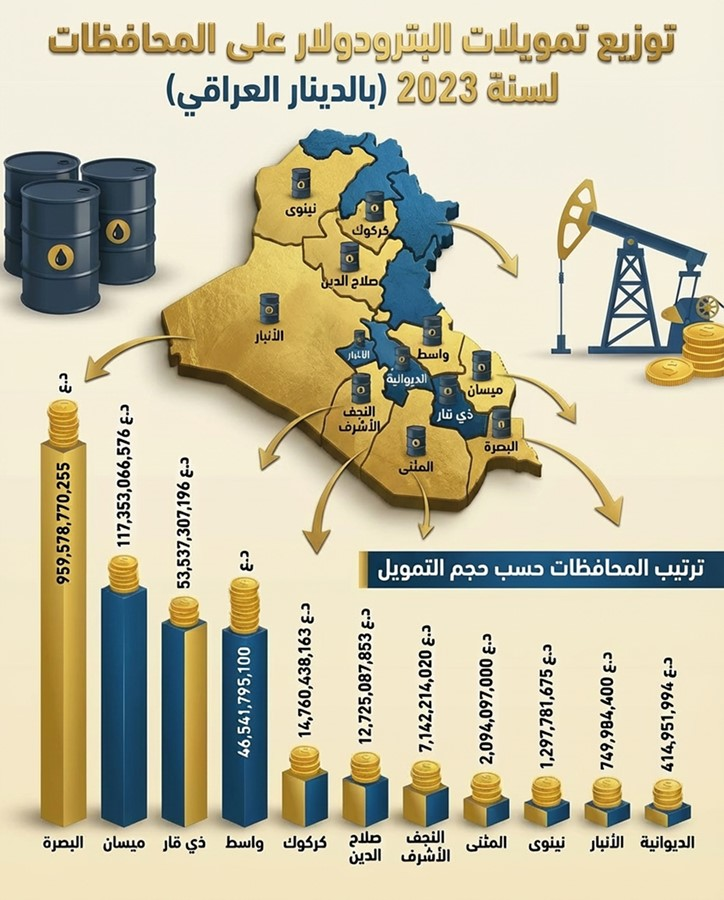 توزيع تمويلات البترودولار على المحافظات
لسنة 2023 (بالدينار العراقي)
نينوى
كركوك
صلاح الدين
الأنبار
واسط
الديوانية
ميسان
النجف
الأشرف
ذي قار
البصرة
المثنى
ترتيب المحافظات حسب حجم التمويل
959,578,770,255 د.ع
117,353,066,576 د.ع
53,537,307,196 د.ع
46,541,795,100 د.ع
14,760,438,163 د.ع
12,725,087,853 د.ع
7,142,214,020 د.ع
2,094,097,000 د.ع
1,297,781,675 د.ع
749,984,400 د.ع
414,951,994 د.ع
البصرة
ميسان
ذي قار
واسط
كركوك
صلاح
الدين
النجف
الأشرف
المثنى
نينوى
الأنبار
الديوانية